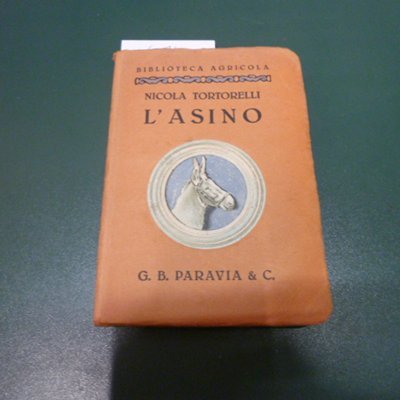 BIBLIOTECA AGRICOLA
NICOLA TORTORELLI
L'ASINO
G. B. PARAVIA & C.